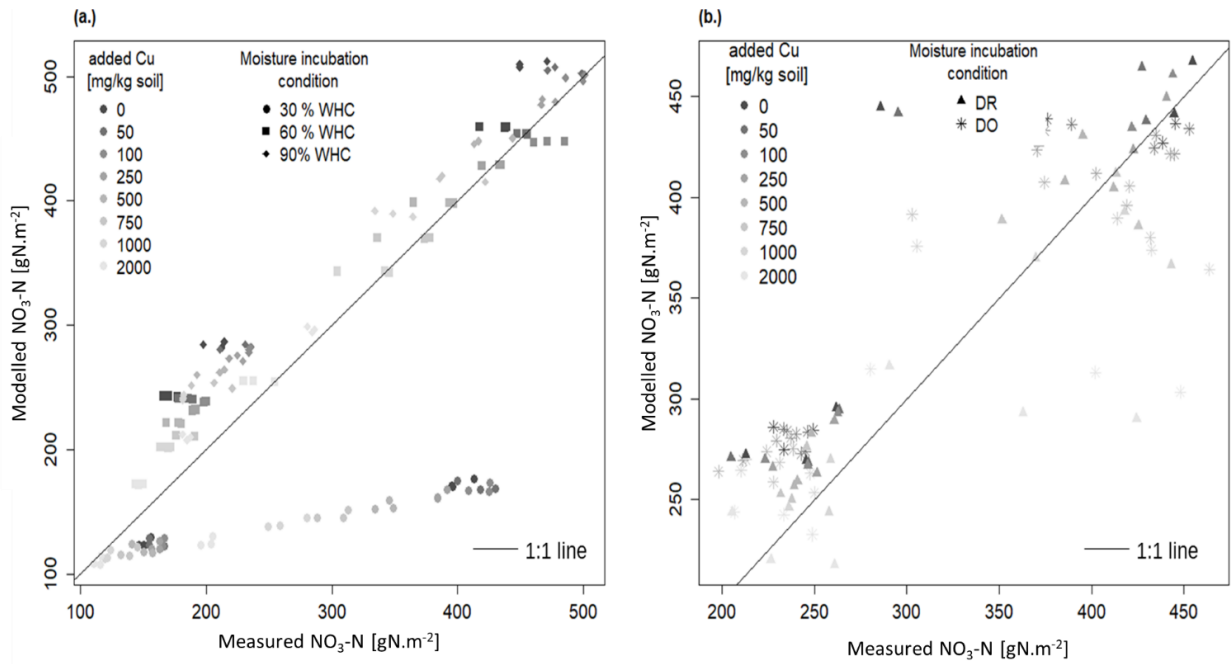 (a.)
added Cu
[mg/kg soil]
0
50
100
250
500
750
1000
2000
Moisture incubation
condition
30 % WHC
60 % WHC
90% WHC
1:1 line
500
400
300
200
100
Modelled NO₃-N [gN.m⁻²]
100
200
300
400
500
Measured NO₃-N [gN.m⁻²]
(b.)
added Cu
[mg/kg soil]
0
50
100
250
500
750
1000
2000
Moisture incubation
condition
DR
DO
1:1 line
450
400
350
300
250
Modelled NO₃-N [gN.m⁻²]
200
250
300
350
400
450
Measured NO₃-N [gN.m⁻²]